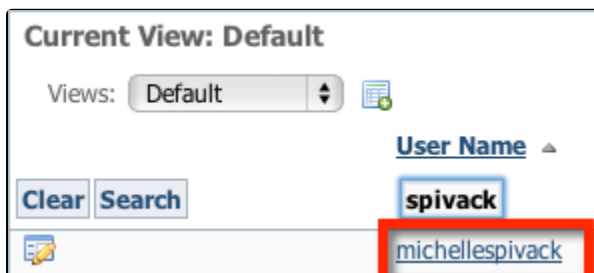 Current View: Default
Views: Default
User Name
Clear Search spivack
michellespivack